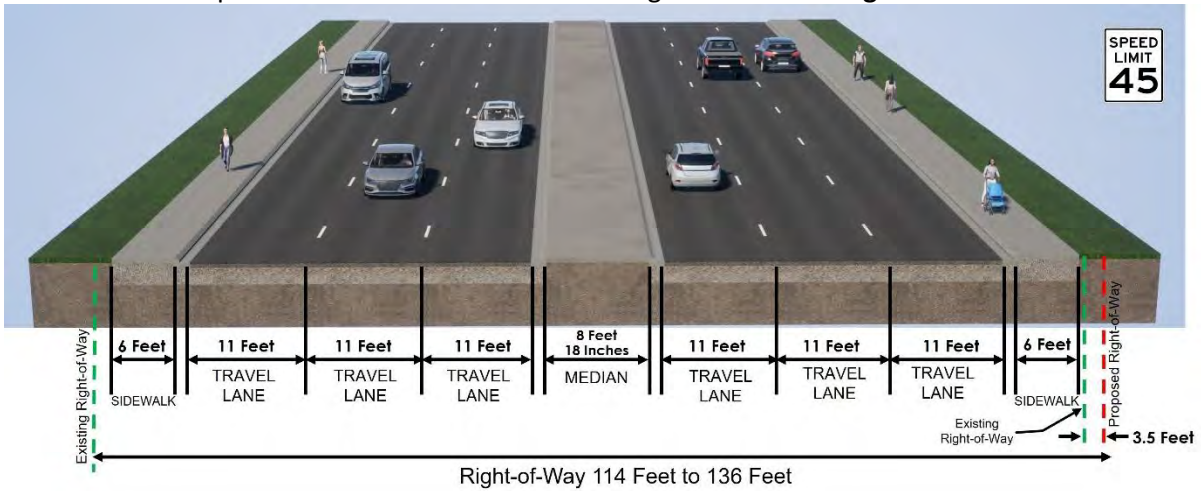 SPEED
LIMIT
45
Existing Right-of-Way
6 Feet
SIDEWALK
11 Feet
TRAVEL
LANE
11 Feet
TRAVEL
LANE
11 Feet
TRAVEL
LANE
8 Feet
18 Inches
MEDIAN
11 Feet
TRAVEL
LANE
11 Feet
TRAVEL
LANE
11 Feet
TRAVEL
LANE
6 Feet
SIDEWALK
Existing
Right-of-Way
Proposed Right-of-Way
3.5 Feet
Right-of-Way 114 Feet to 136 Feet